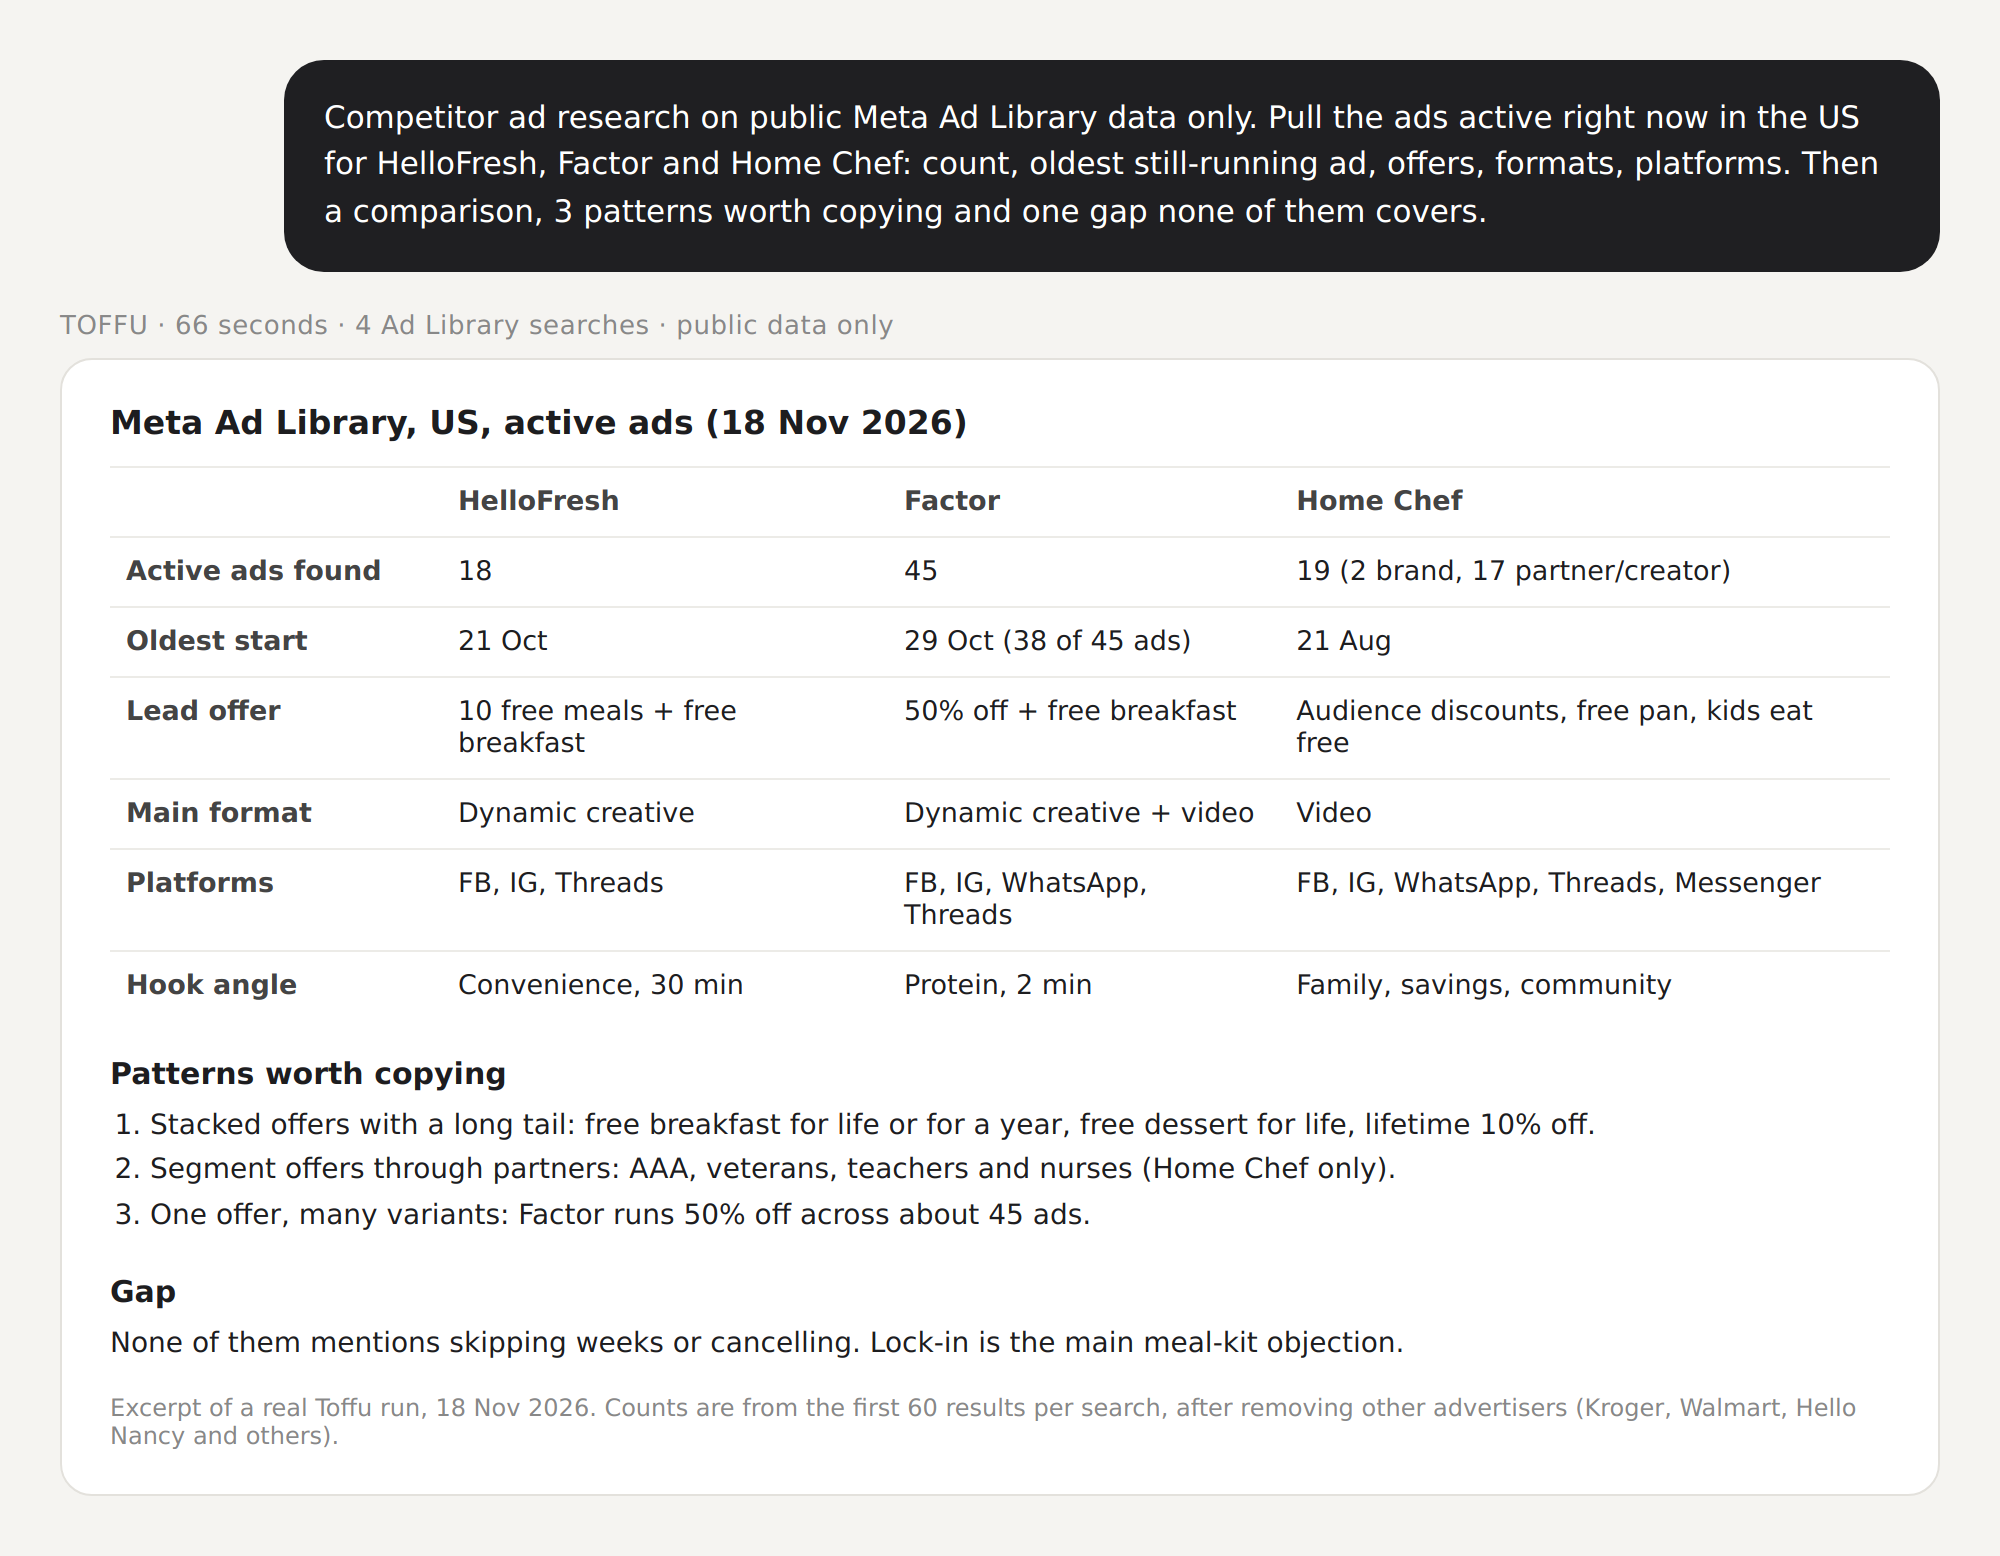 Competitor ad research on public Meta Ad Library data only. Pull the ads active right now in the US
for HelloFresh, Factor and Home Chef: count, oldest still-running ad, offers, formats, platforms. Then
a comparison, 3 patterns worth copying and one gap none of them covers.
TOFFU · 66 seconds · 4 Ad Library searches · public data only
Meta Ad Library, US, active ads (18 Nov 2026)
HelloFresh Factor Home Chef
Active ads found 18 45 19 (2 brand, 17 partner/creator)
Oldest start 21 Oct 29 Oct (38 of 45 ads) 21 Aug
Lead offer 10 free meals + free 50% off + free breakfast Audience discounts, free pan, kids eat
breakfast free
Main format Dynamic creative Dynamic creative + video Video
Platforms FB, IG, Threads FB, IG, WhatsApp, FB, IG, WhatsApp, Threads, Messenger
Threads
Hook angle Convenience, 30 min Protein, 2 min Family, savings, community
Patterns worth copying
1. Stacked offers with a long tail: free breakfast for life or for a year, free dessert for life, lifetime 10% off.
2. Segment offers through partners: AAA, veterans, teachers and nurses (Home Chef only).
3. One offer, many variants: Factor runs 50% off across about 45 ads.
Gap
None of them mentions skipping weeks or cancelling. Lock-in is the main meal-kit objection.
Excerpt of a real Toffu run, 18 Nov 2026. Counts are from the first 60 results per search, after removing other advertisers (Kroger, Walmart, Hello
Nancy and others).